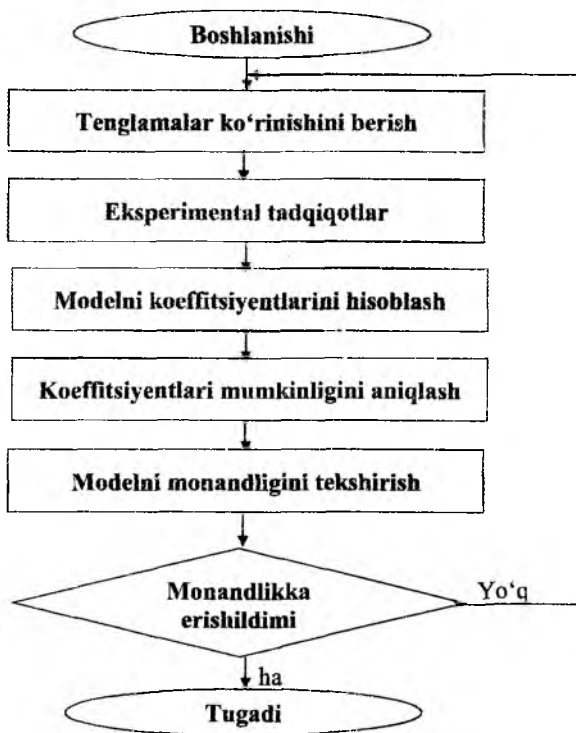 Boshlanishi
Tenglamalar ko‘rinishini berish
Eksperimental tadqiqotlar
Modelni koeffitsiyentlarini hisoblash
Koeffitsiyentlari mumkinligini aniqlash
Modelni monandligini tekshirish
Monandlikka
erishildimi
Yo‘q
ha
Tugadi